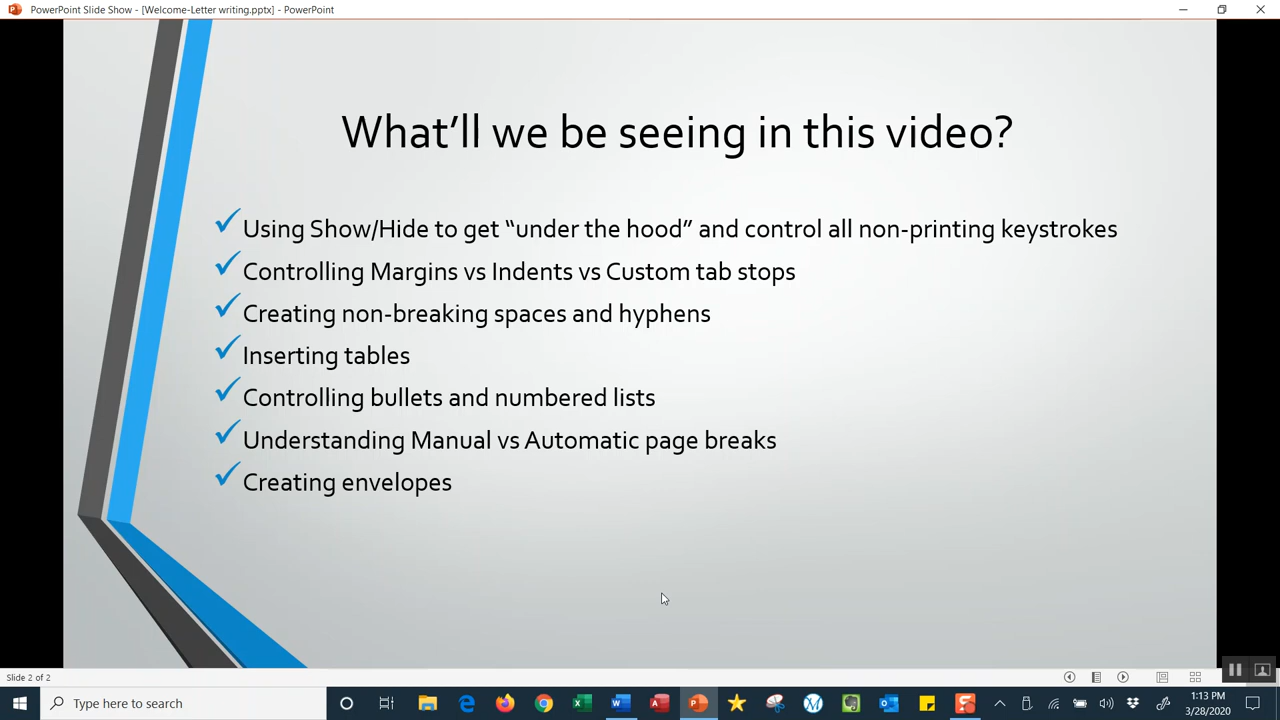 PowerPoint Slide Show - [Welcome-Letter writing.pptx] - PowerPoint
What'll we be seeing in this video?
Using Show/Hide to get “under the hood” and control all non-printing keystrokes
Controlling Margins vs Indents vs Custom tab stops
Creating non-breaking spaces and hyphens
Inserting tables
Controlling bullets and numbered lists
Understanding Manual vs Automatic page breaks
Creating envelopes
Slide 2 of 2
Type here to search
1:13 PM
3/28/2020